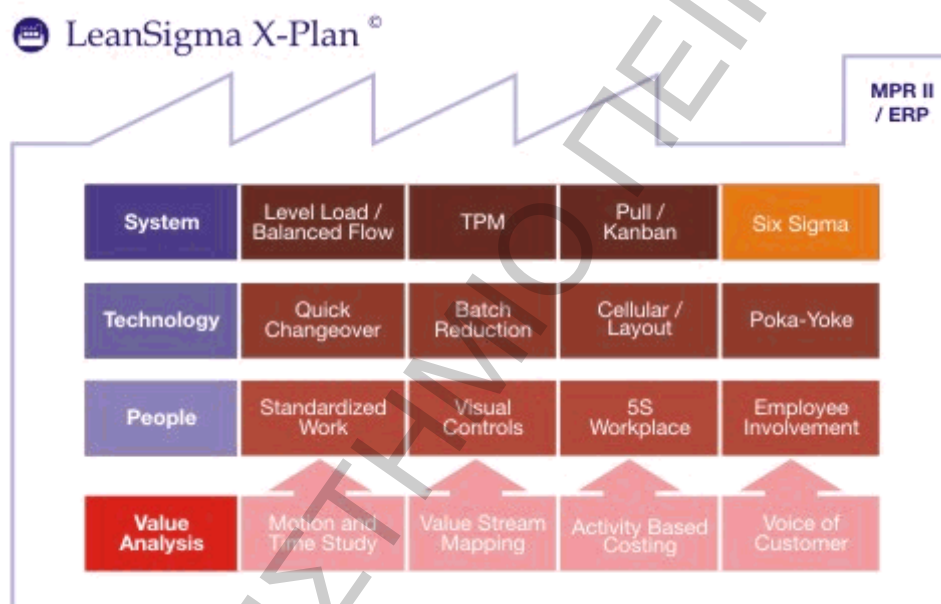 LeanSigma X-Plan ©
MPR II
/ ERP
System
Level Load /
Balanced Flow
TPM
Pull /
Kanban
Six Sigma
Technology
Quick
Changeover
Batch
Reduction
Cellular /
Layout
Poka-Yoke
People
Standardized
Work
Visual
Controls
5S
Workplace
Employee
Involvement
Value
Analysis
Motion and
Time Study
Value Stream
Mapping
Activity Based
Costing
Voice of
Customer
ΣΤΗΜΙΟ ΠΕΙ